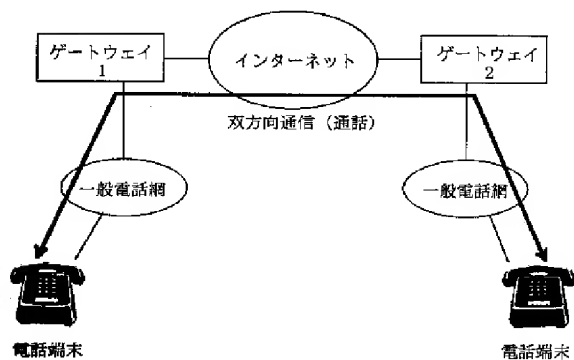 ゲートウェイ
1
インターネット
ゲートウェイ
2
双方向通信（通話）
一般電話網
一般電話網
電話端末
電話端末